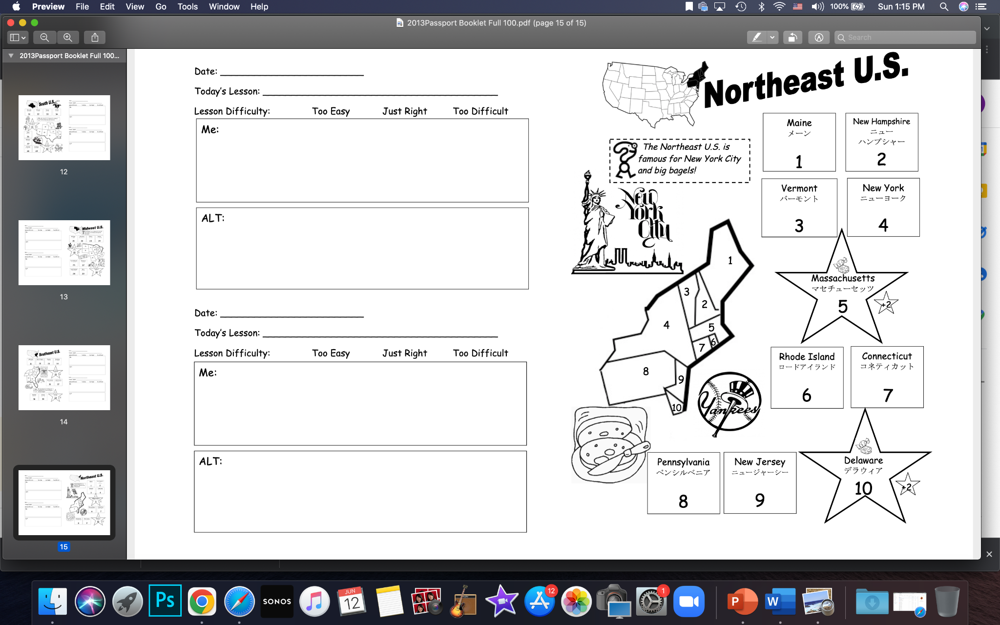 Preview File Edit View Go Tools Window Help
100% Sun 1:15 PM
2013Passport Booklet Full 100.pdf (page 15 of 15)
Search
2013Passport Booklet Full 100...
12
13
14
15
Date:
Today's Lesson:
Lesson Difficulty: Too Easy Just Right Too Difficult
Me:
ALT:
Date:
Today's Lesson:
Lesson Difficulty: Too Easy Just Right Too Difficult
Me:
ALT:
Northeast U.S.
The Northeast U.S. is
famous for New York City
and big bagels!
New
York
City
Maine
メーン
1
New Hampshire
ニュー
ハンプシャー
2
Vermont
バーモント
3
New York
ニューヨーク
4
Massachusetts
マセチューセッツ
5
+2
1
3
2
4
5
6
7
8
9
10
Yankees
Rhode Island
ロードアイランド
6
Connecticut
コネティカット
7
Pennsylvania
ペンシルベニア
8
New Jersey
ニュージャーシー
9
Delaware
デラウィア
10
+2
South U.S.
Midwest U.S.
Southeast U.S.
Northeast U.S.
Ps
SONOS
JUN
12
12
1
P
W